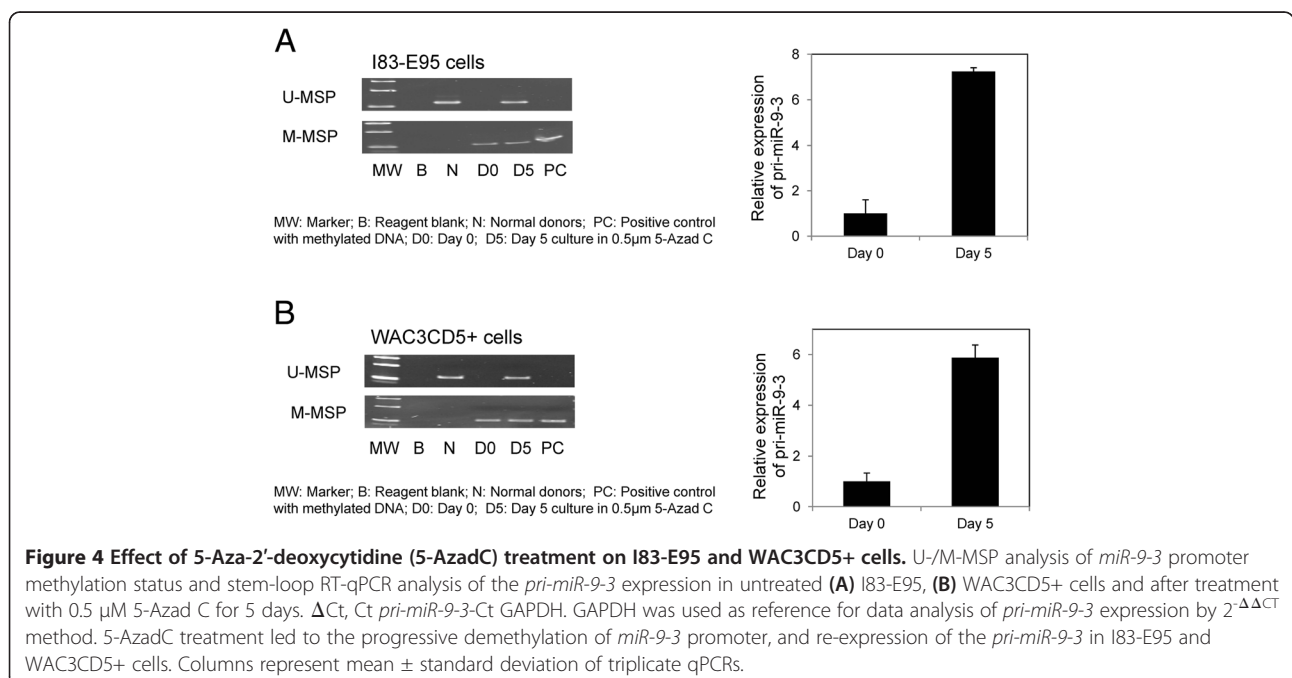 A
I83-E95 cells
U-MSP
M-MSP
MW B N D0 D5 PC
MW: Marker; B: Reagent blank; N: Normal donors; PC: Positive control
with methylated DNA; D0: Day 0; D5: Day 5 culture in 0.5µm 5-Azad C
Relative expression
of pri-miR-9-3
8
6
4
2
0
Day 0 Day 5
B
WAC3CD5+ cells
U-MSP
M-MSP
MW B N D0 D5 PC
MW: Marker; B: Reagent blank; N: Normal donors; PC: Positive control
with methylated DNA; D0: Day 0; D5: Day 5 culture in 0.5µm 5-Azad C
Relative expression
of pri-miR-9-3
6
4
2
0
Day 0 Day 5
Figure 4 Effect of 5-Aza-2′-deoxycytidine (5-AzadC) treatment on I83-E95 and WAC3CD5+ cells. U-/M-MSP analysis of miR-9-3 promoter
methylation status and stem-loop RT-qPCR analysis of the pri-miR-9-3 expression in untreated (A) I83-E95, (B) WAC3CD5+ cells and after treatment
with 0.5 μM 5-Azad C for 5 days. ΔCt, Ct pri-miR-9-3-Ct GAPDH. GAPDH was used as reference for data analysis of pri-miR-9-3 expression by 2^-ΔΔCT
method. 5-AzadC treatment led to the progressive demethylation of miR-9-3 promoter, and re-expression of the pri-miR-9-3 in I83-E95 and
WAC3CD5+ cells. Columns represent mean ± standard deviation of triplicate qPCRs.